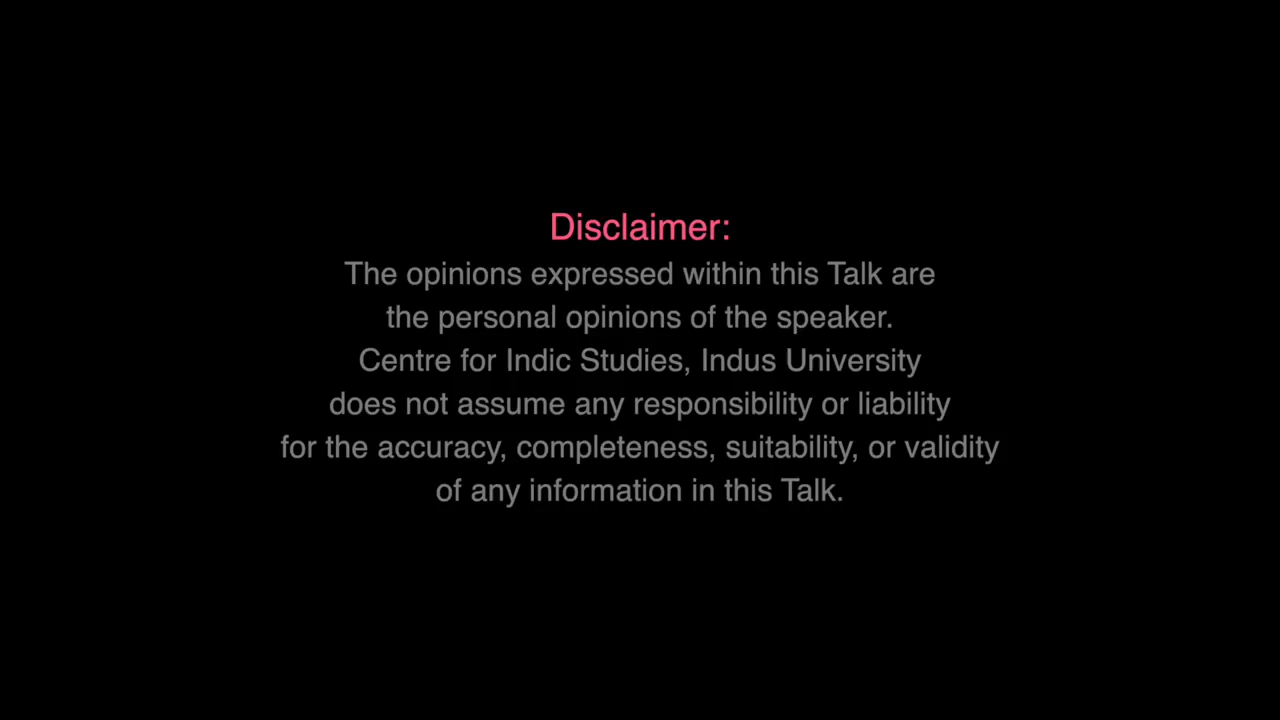 Disclaimer:
The opinions expressed within this Talk are
the personal opinions of the speaker.
Centre for Indic Studies, Indus University
does not assume any responsibility or liability
for the accuracy, completeness, suitability, or validity
of any information in this Talk.